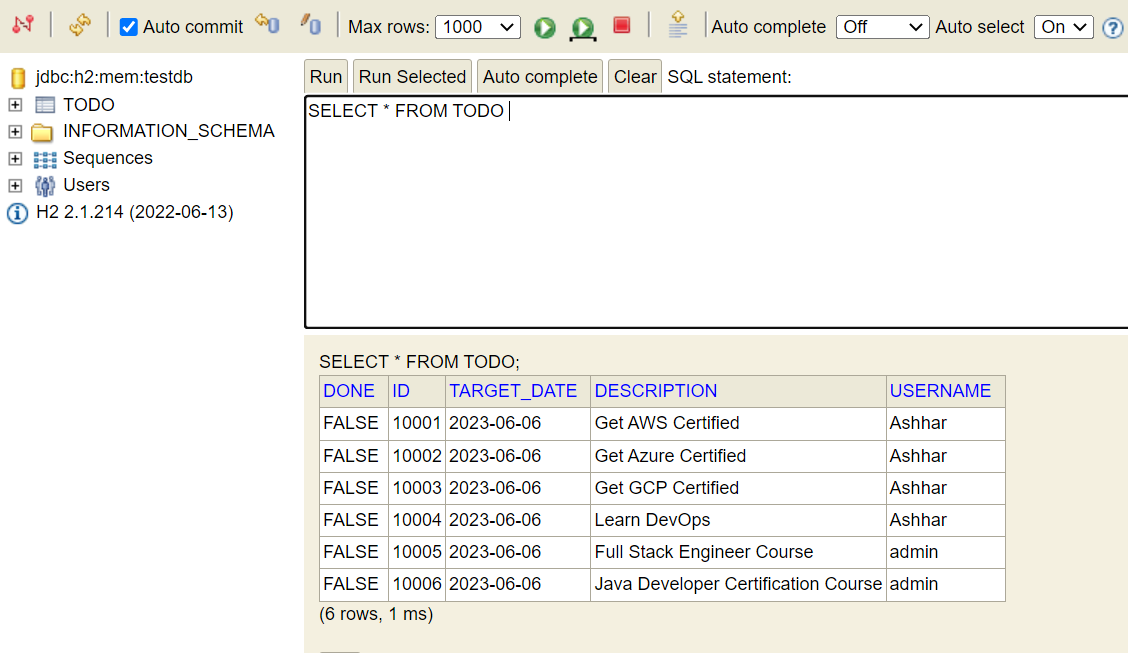 Auto commit Max rows: 1000 Auto complete Off Auto select On ?
jdbc:h2:mem:testdb
TODO
INFORMATION_SCHEMA
Sequences
Users
H2 2.1.214 (2022-06-13)
Run Run Selected Auto complete Clear SQL statement:
SELECT * FROM TODO
SELECT * FROM TODO;
DONE ID TARGET_DATE DESCRIPTION USERNAME
FALSE 10001 2023-06-06 Get AWS Certified Ashhar
FALSE 10002 2023-06-06 Get Azure Certified Ashhar
FALSE 10003 2023-06-06 Get GCP Certified Ashhar
FALSE 10004 2023-06-06 Learn DevOps Ashhar
FALSE 10005 2023-06-06 Full Stack Engineer Course admin
FALSE 10006 2023-06-06 Java Developer Certification Course admin
(6 rows, 1 ms)